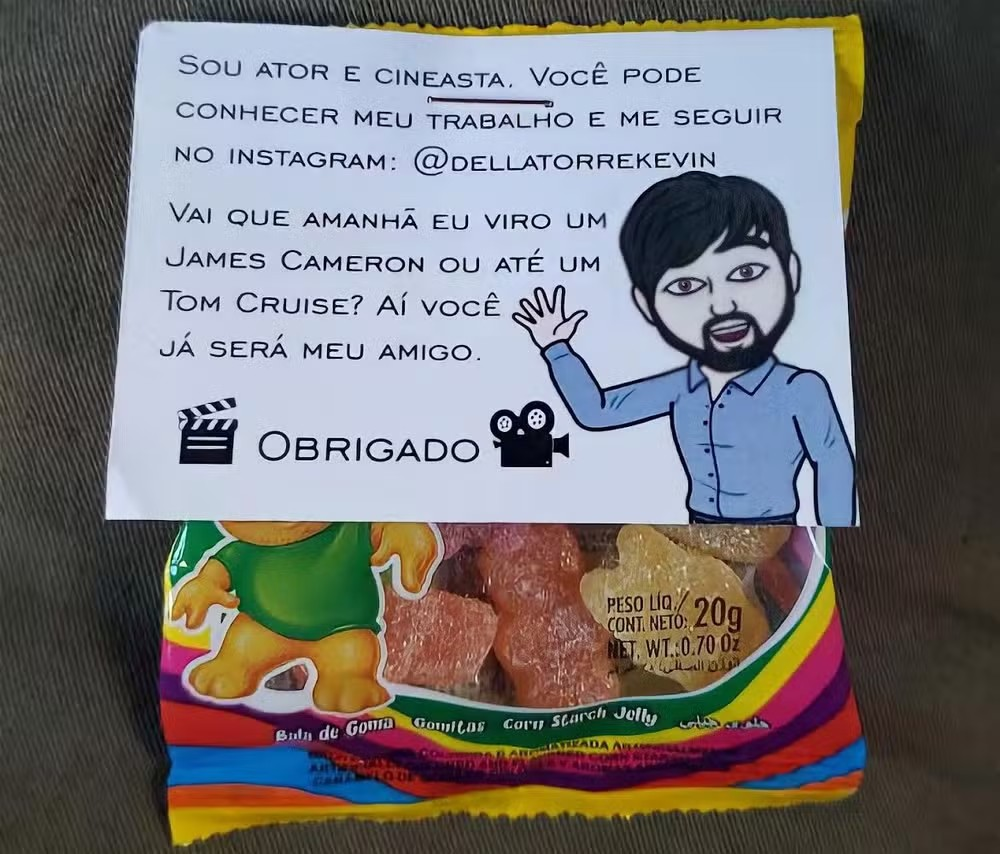 SOU ATOR E CINEASTA. VOCÊ PODE
CONHECER MEU TRABALHO E ME SEGUIR
NO INSTAGRAM: @DELLATORREKEVIN
VAI QUE AMANHÃ EU VIRO UM
JAMES CAMERON OU ATÉ UM
TOM CRUISE? AÍ VOCÊ
JÁ SERÁ MEU AMIGO.
OBRIGADO
PESO LÍQ./
CONT. NETO: 20g
NET. WT.:0.70 Oz
Bala de Goma Gomitas Corn Starch Jelly